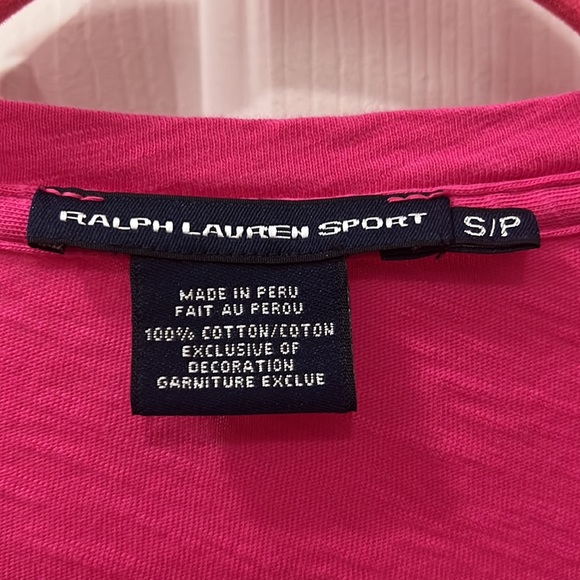 RALPH LAUREN SPORT S/P
MADE IN PERU
FAIT AU PEROU
100% COTTON/COTON
EXCLUSIVE OF
DECORATION
GARNITURE EXCLUE